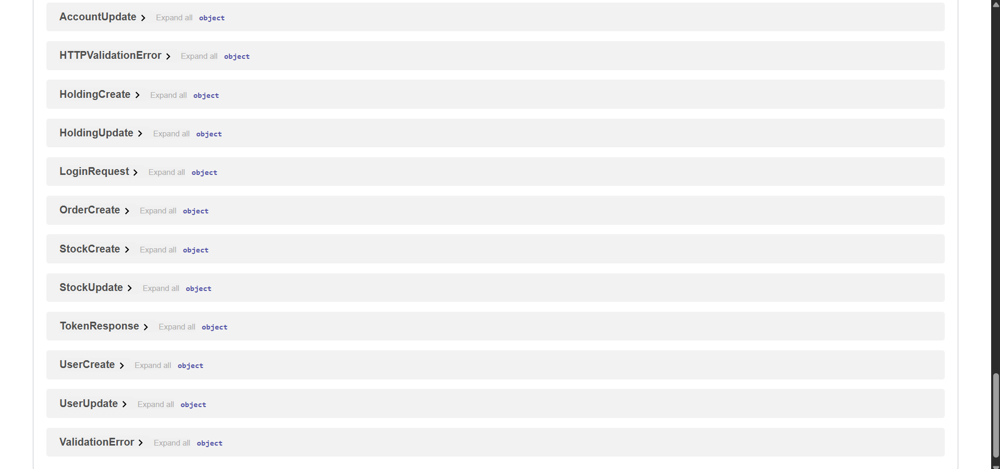 AccountUpdate Expand all object
HTTPValidationError Expand all object
HoldingCreate Expand all object
HoldingUpdate Expand all object
LoginRequest Expand all object
OrderCreate Expand all object
StockCreate Expand all object
StockUpdate Expand all object
TokenResponse Expand all object
UserCreate Expand all object
UserUpdate Expand all object
ValidationError Expand all object